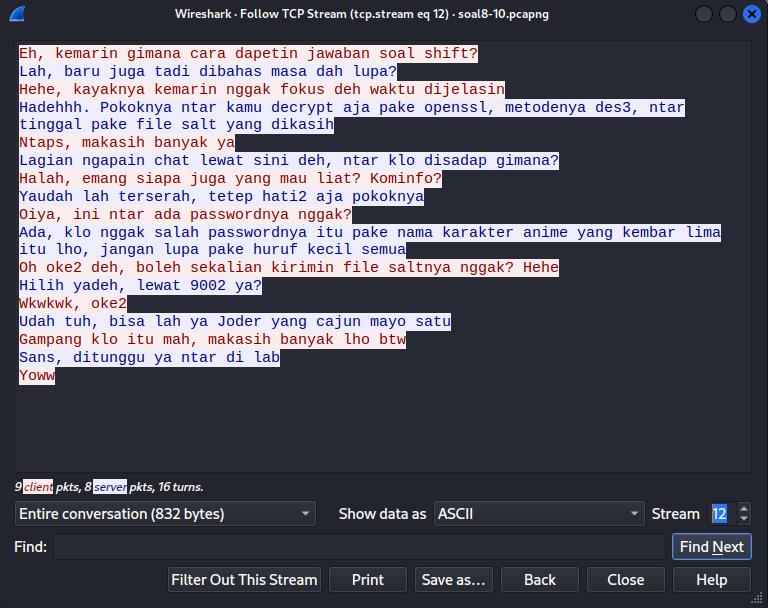 Wireshark · Follow TCP Stream (tcp.stream eq 12) · soal8-10.pcapng
Eh, kemarin gimana cara dapetin jawaban soal shift?
Lah, baru juga tadi dibahas masa dah lupa?
Hehe, kayaknya kemarin nggak fokus deh waktu dijelasin
Hadehhh. Pokoknya ntar kamu decrypt aja pake openssl, metodenya des3, ntar
tinggal pake file salt yang dikasih
Ntaps, makasih banyak ya
Lagian ngapain chat lewat sini deh, ntar klo disadap gimana?
Halah, emang siapa juga yang mau liat? Kominfo?
Yaudah lah terserah, tetep hati2 aja pokoknya
Oiya, ini ntar ada passwordnya nggak?
Ada, klo nggak salah passwordnya itu pake nama karakter anime yang kembar lima
itu lho, jangan lupa pake huruf kecil semua
Oh oke2 deh, boleh sekalian kirimin file saltnya nggak? Hehe
Hilih yadeh, lewat 9002 ya?
Wkwkwk, oke2
Udah tuh, bisa lah ya Joder yang cajun mayo satu
Gampang klo itu mah, makasih banyak lho btw
Sans, ditunggu ya ntar di lab
Yoww
9 client pkts, 8 server pkts, 16 turns.
Entire conversation (832 bytes) Show data as ASCII Stream 12
Find: Find Next
Filter Out This Stream Print Save as… Back Close Help